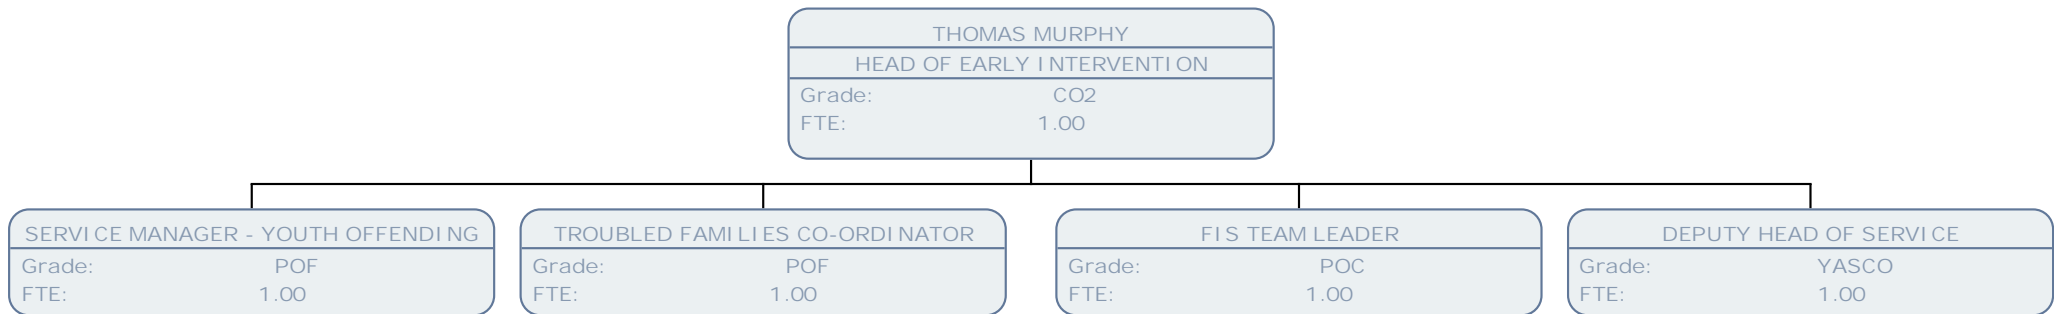 THOMAS MURPHY
HEAD OF EARLY INTERVENTION
Grade: CO2
FTE: 1.00
SERVICE MANAGER - YOUTH OFFENDING
Grade: POF
FTE: 1.00
TROUBLED FAMILIES CO-ORDINATOR
Grade: POF
FTE: 1.00
FIS TEAM LEADER
Grade: POC
FTE: 1.00
DEPUTY HEAD OF SERVICE
Grade: YASCO
FTE: 1.00